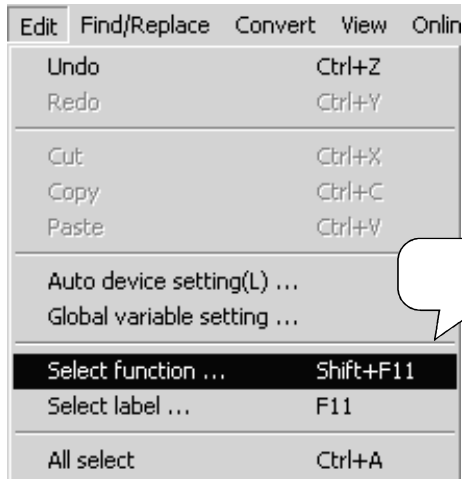 Edit Find/Replace Convert View Onlin
Undo Ctrl+Z
Redo Ctrl+Y
Cut Ctrl+X
Copy Ctrl+C
Paste Ctrl+V
Auto device setting(L) ...
Global variable setting ...
Select function ... Shift+F11
Select label ... F11
All select Ctrl+A